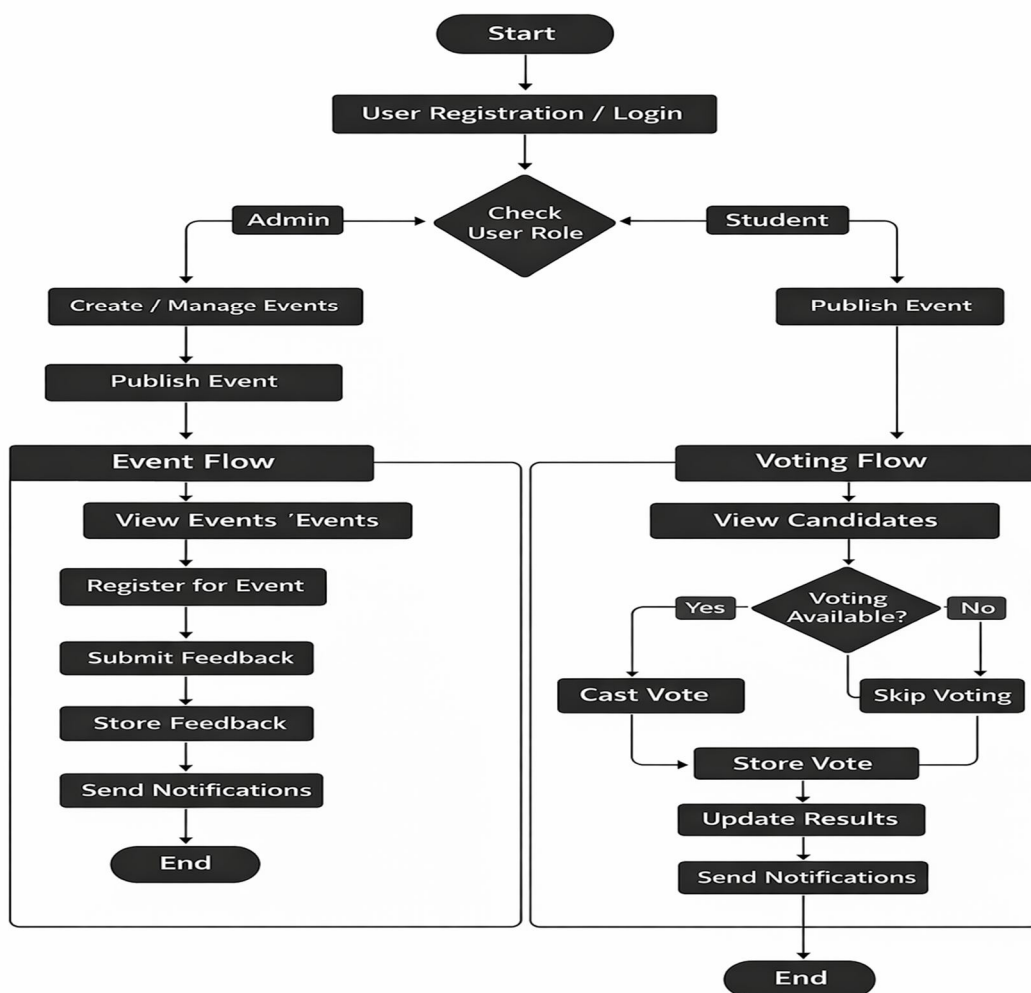 Start
User Registration / Login
Check
User Role
Admin
Student
Create / Manage Events
Publish Event
Publish Event
Event Flow
View Events ´Events
Register for Event
Submit Feedback
Store Feedback
Send Notifications
End
Voting Flow
View Candidates
Voting
Available?
Yes
No
Cast Vote
Skip Voting
Store Vote
Update Results
Send Notifications
End